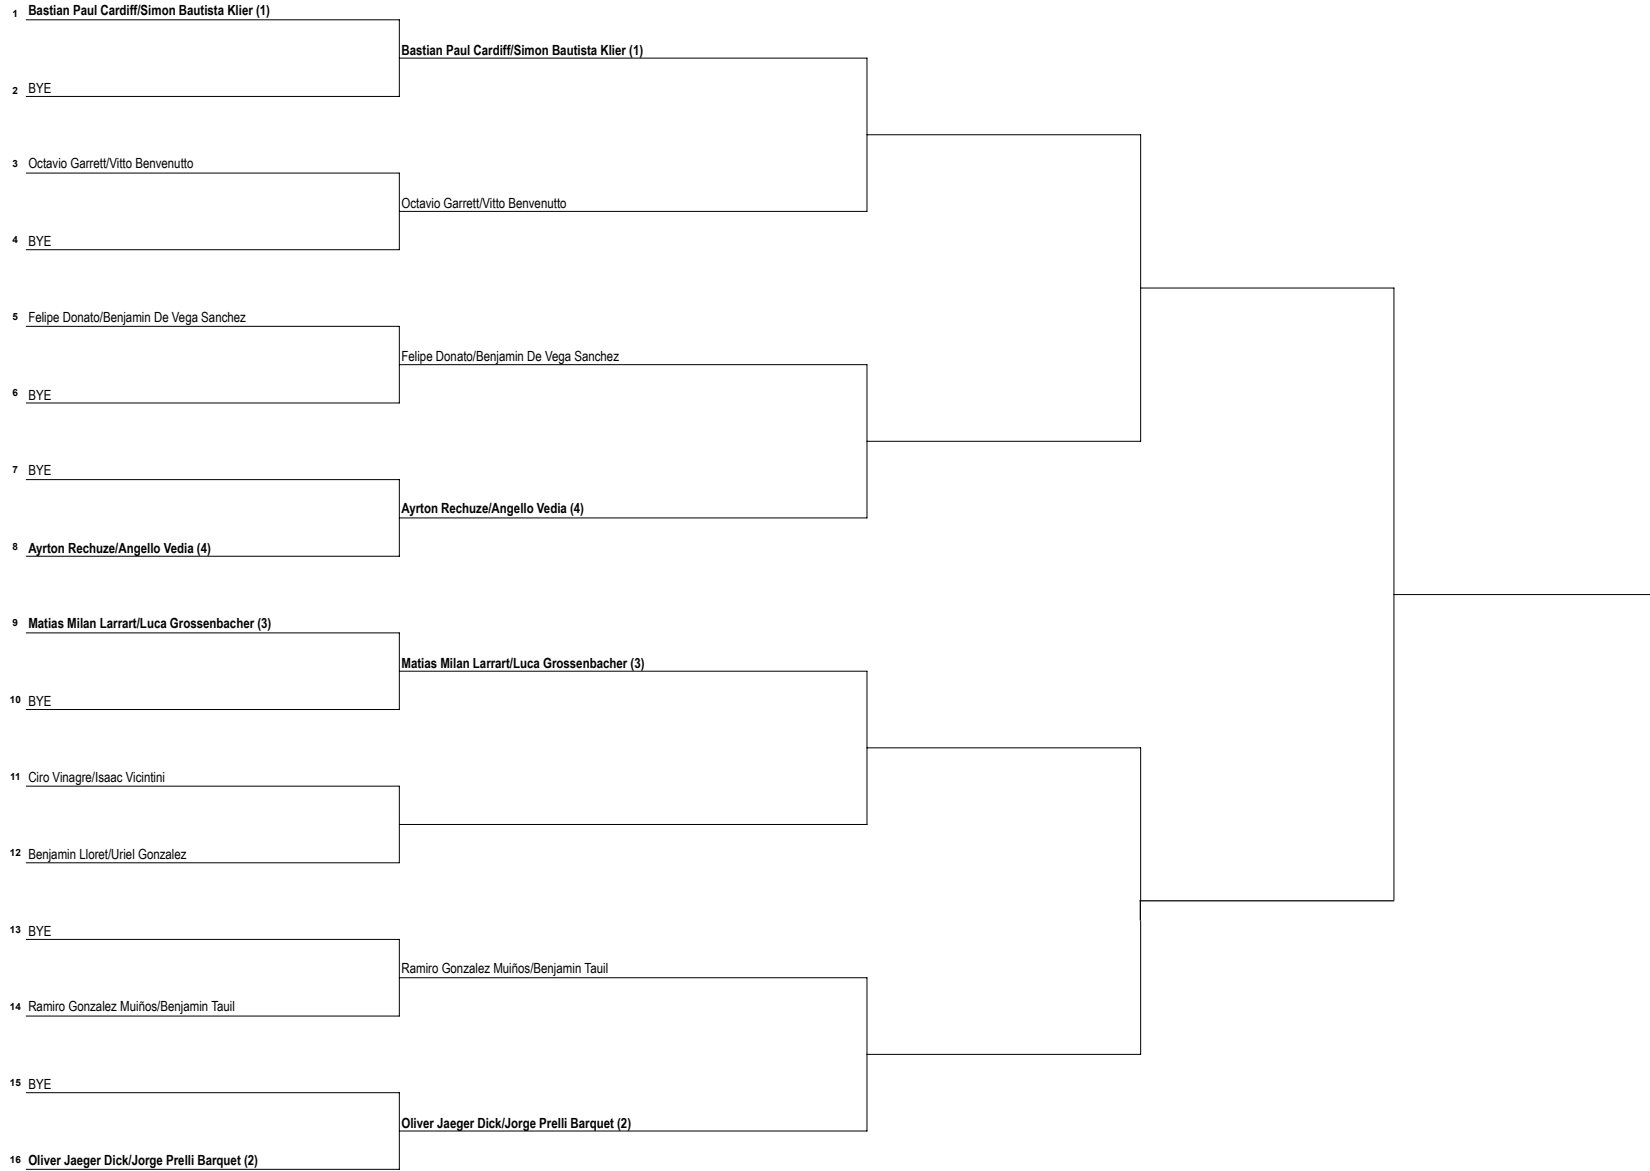 1 Bastian Paul Cardiff/Simon Bautista Klier (1)
Bastian Paul Cardiff/Simon Bautista Klier (1)
2 BYE
3 Octavio Garrett/Vitto Benvenutto
Octavio Garrett/Vitto Benvenutto
4 BYE
5 Felipe Donato/Benjamin De Vega Sanchez
Felipe Donato/Benjamin De Vega Sanchez
6 BYE
7 BYE
Ayrton Rechuze/Angello Vedia (4)
8 Ayrton Rechuze/Angello Vedia (4)
9 Matias Milan Larrart/Luca Grossenbacher (3)
Matias Milan Larrart/Luca Grossenbacher (3)
10 BYE
11 Ciro Vinagre/Isaac Vicintini
12 Benjamin Lloret/Uriel Gonzalez
13 BYE
Ramiro Gonzalez Muiños/Benjamin Tauil
14 Ramiro Gonzalez Muiños/Benjamin Tauil
15 BYE
Oliver Jaeger Dick/Jorge Prelli Barquet (2)
16 Oliver Jaeger Dick/Jorge Prelli Barquet (2)